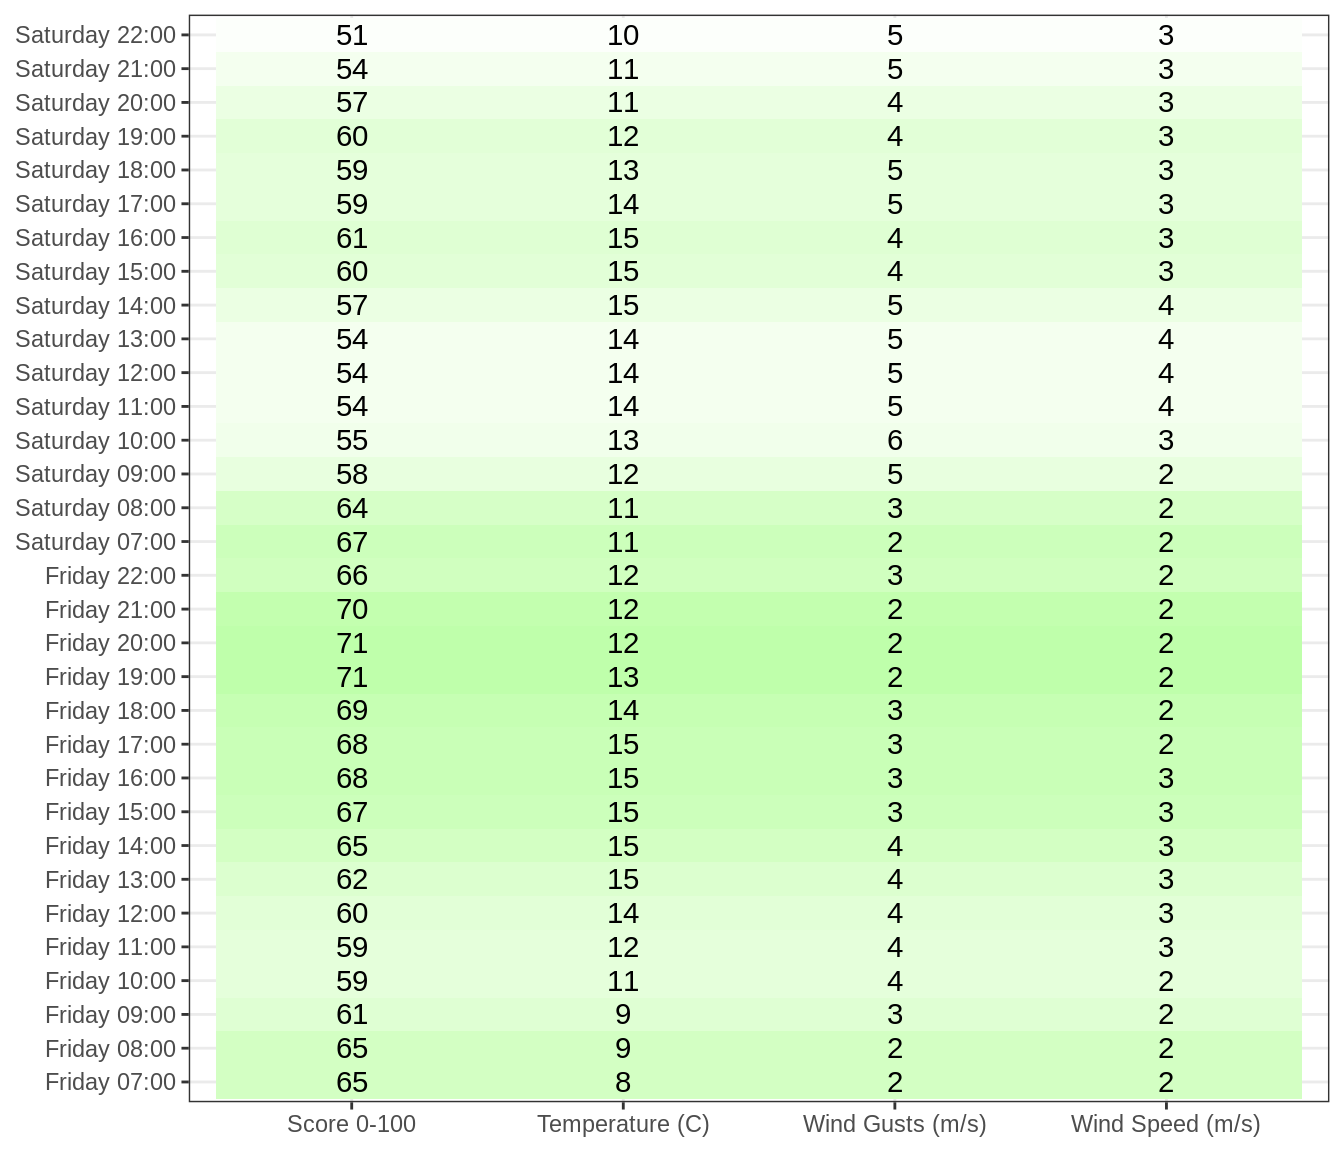 Saturday 22:00 51 10 5 3
Saturday 21:00 54 11 5 3
Saturday 20:00 57 11 4 3
Saturday 19:00 60 12 4 3
Saturday 18:00 59 13 5 3
Saturday 17:00 59 14 5 3
Saturday 16:00 61 15 4 3
Saturday 15:00 60 15 4 3
Saturday 14:00 57 15 5 4
Saturday 13:00 54 14 5 4
Saturday 12:00 54 14 5 4
Saturday 11:00 54 14 5 4
Saturday 10:00 55 13 6 3
Saturday 09:00 58 12 5 2
Saturday 08:00 64 11 3 2
Saturday 07:00 67 11 2 2
Friday 22:00 66 12 3 2
Friday 21:00 70 12 2 2
Friday 20:00 71 12 2 2
Friday 19:00 71 13 2 2
Friday 18:00 69 14 3 2
Friday 17:00 68 15 3 2
Friday 16:00 68 15 3 3
Friday 15:00 67 15 3 3
Friday 14:00 65 15 4 3
Friday 13:00 62 15 4 3
Friday 12:00 60 14 4 3
Friday 11:00 59 12 4 3
Friday 10:00 59 11 4 2
Friday 09:00 61 9 3 2
Friday 08:00 65 9 2 2
Friday 07:00 65 8 2 2
Score 0-100 Temperature (C) Wind Gusts (m/s) Wind Speed (m/s)